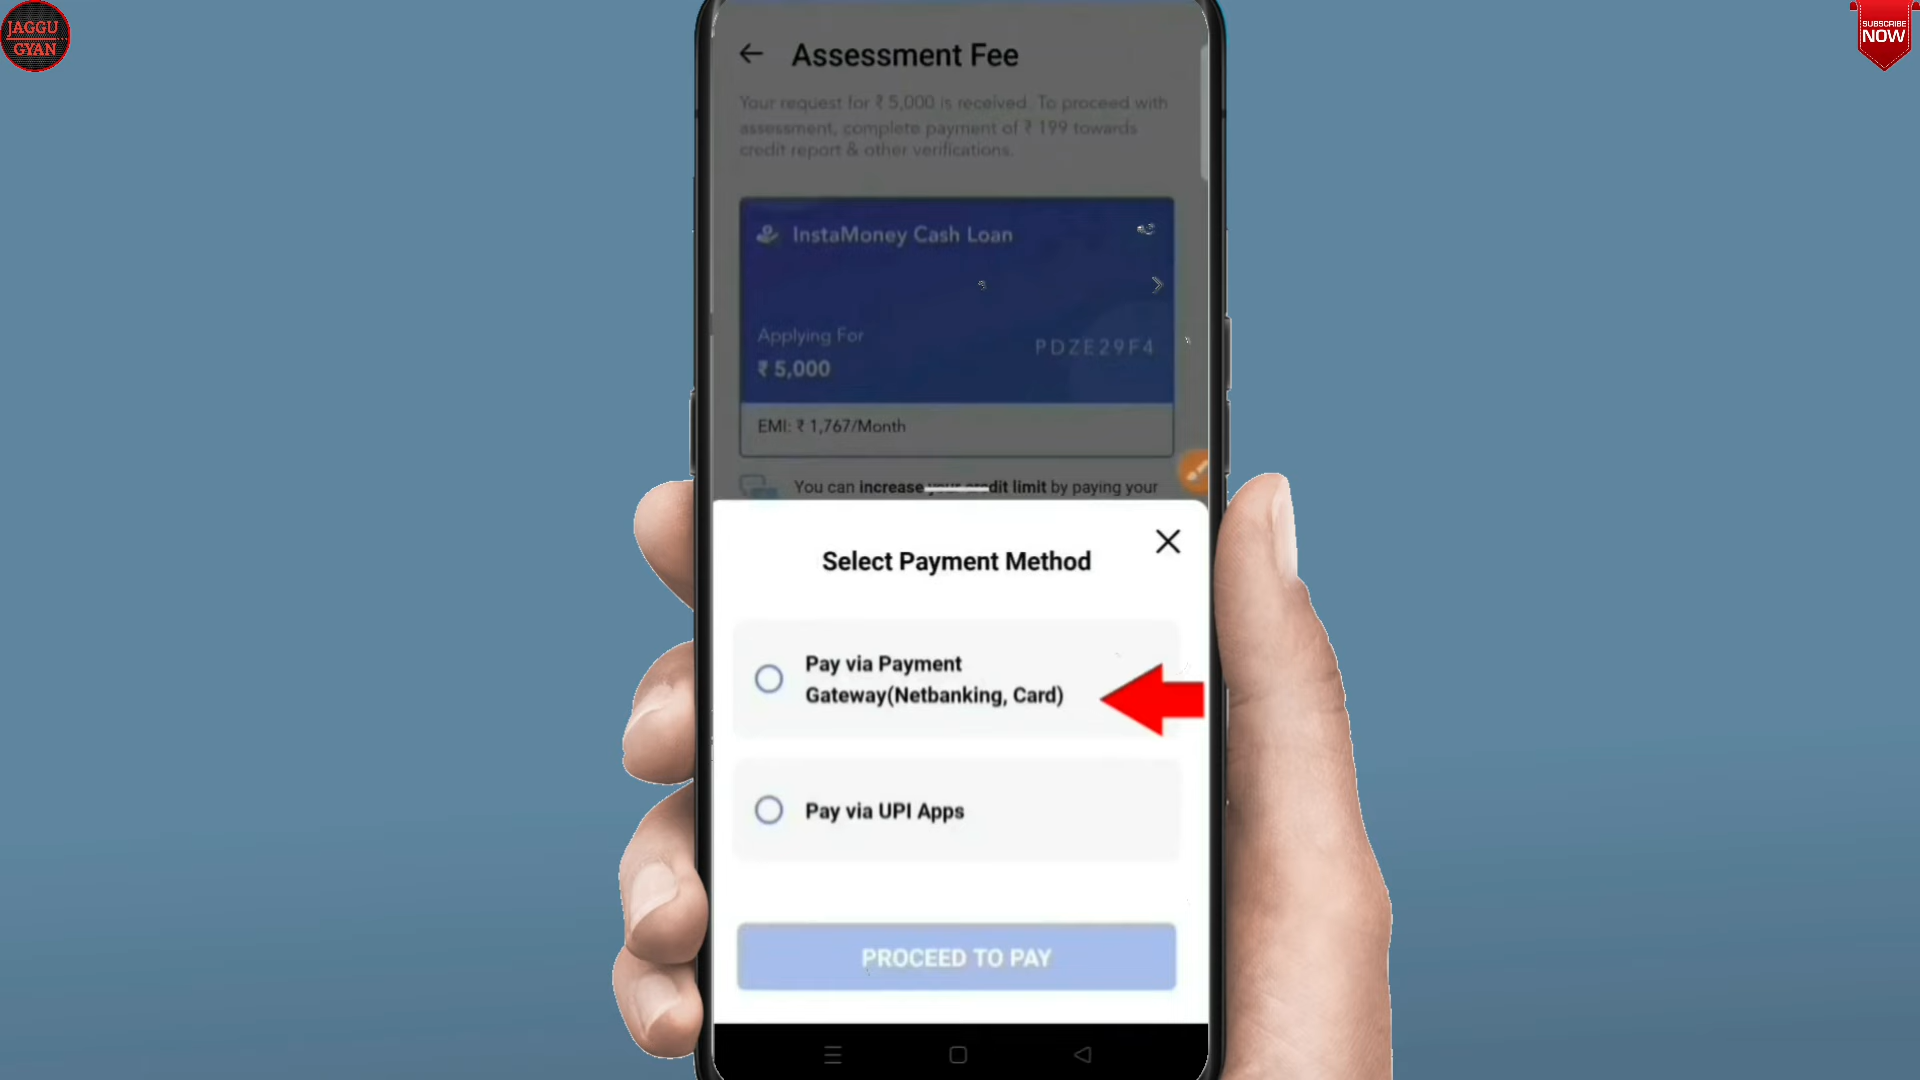 JAGGU
GYAN
SUBSCRIBE
NOW
Assessment Fee
Your request for ₹ 5,000 is received. To proceed with
assessment, complete payment of ₹ 199 towards
credit report & other verifications.
InstaMoney Cash Loan
Applying For
₹ 5,000
PDZE29F4
EMI: ₹ 1,767/Month
You can increase your credit limit by paying your
Select Payment Method
Pay via Payment
Gateway(Netbanking, Card)
Pay via UPI Apps
PROCEED TO PAY